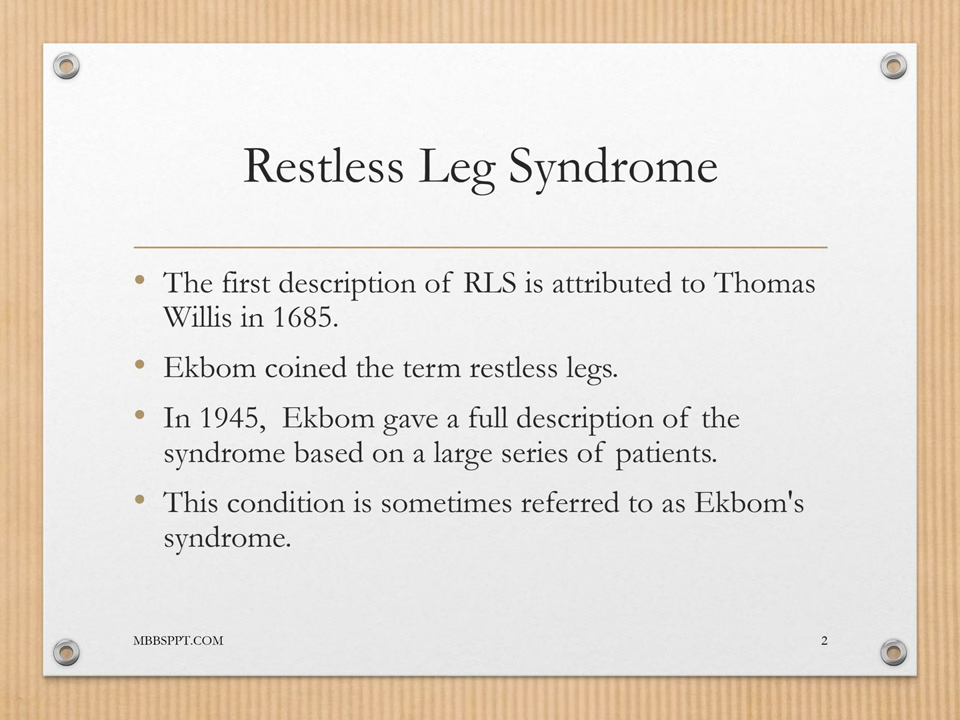 Restless Leg Syndrome
• The first description of RLS is attributed to Thomas
Willis in 1685.
• Ekbom coined the term restless legs.
• In 1945,  Ekbom gave a full description of the
syndrome based on a large series of patients.
• This condition is sometimes referred to as Ekbom's
syndrome.
MBBSPPT.COM
2